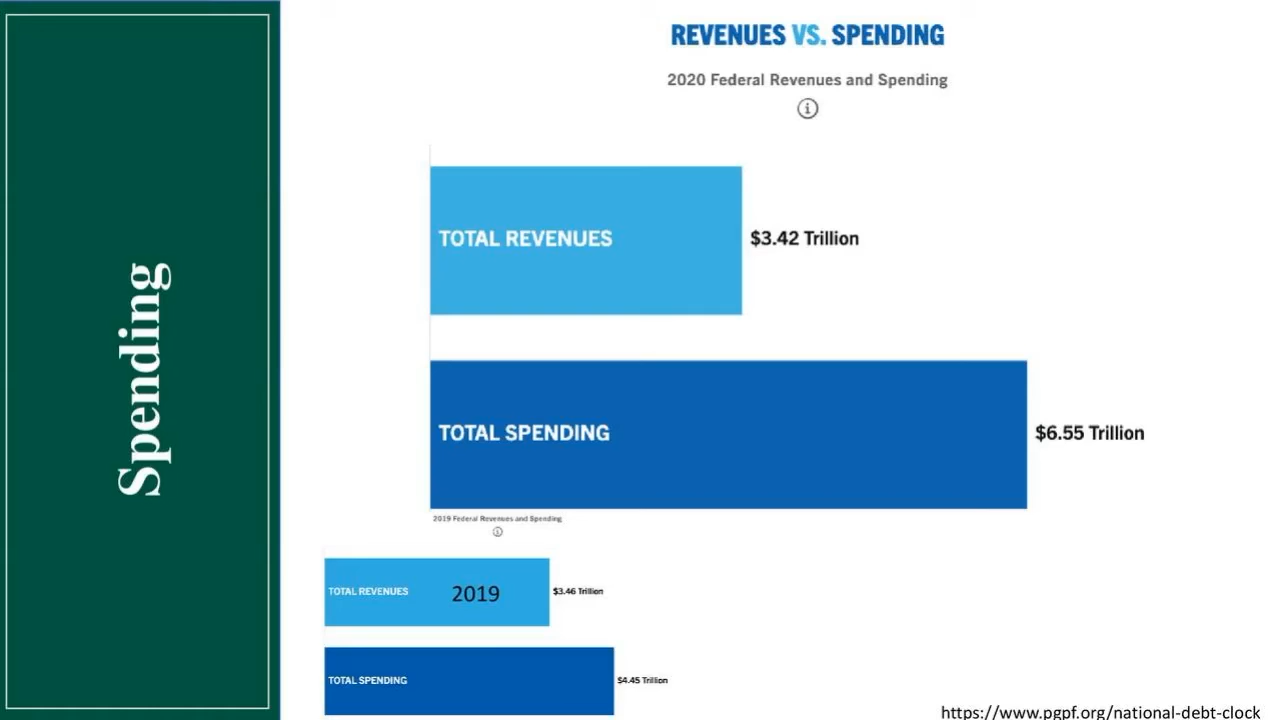 Spending
REVENUES VS. SPENDING
2020 Federal Revenues and Spending
i
TOTAL REVENUES
$3.42 Trillion
TOTAL SPENDING
$6.55 Trillion
2019 Federal Revenues and Spending
i
TOTAL REVENUES
2019
$3.46 Trillion
TOTAL SPENDING
$4.45 Trillion
https://www.pgpf.org/national-debt-clock